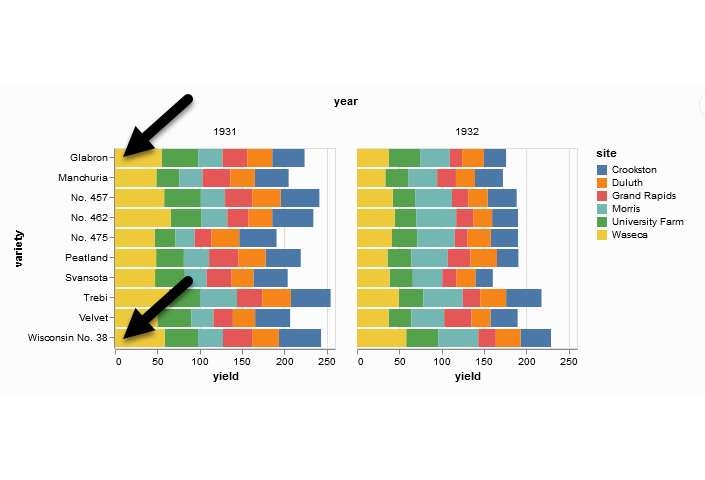 year
1931
1932
variety
Glabron
Manchuria
No. 457
No. 462
No. 475
Peatland
Svansota
Trebi
Velvet
Wisconsin No. 38
0 50 100 150 200 250
0 50 100 150 200 250
yield
yield
site
Crookston
Duluth
Grand Rapids
Morris
University Farm
Waseca